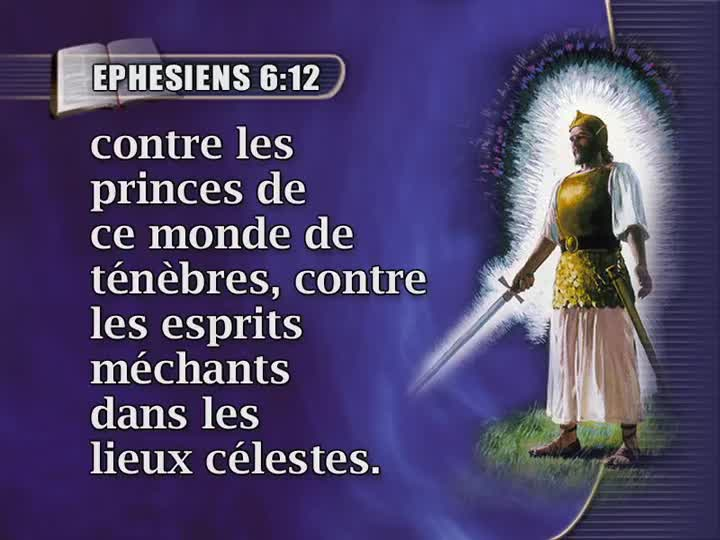 EPHESIENS 6:12
contre les
princes de
ce monde de
ténèbres, contre
les esprits
méchants
dans les
lieux célestes.